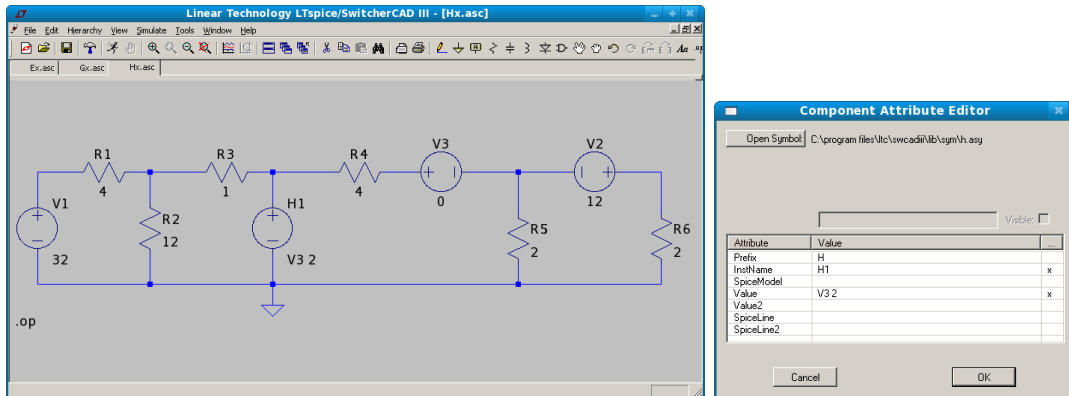 Linear Technology LTspice/SwitcherCAD III - [Hx.asc]
File Edit Hierarchy View Simulate Tools Window Help
Aa .op
Ex.asc Gx.asc Hx.asc
R1 R3 R4 V3 V2
4 1 4 0 12
V1 R2 H1 R5 R6
32 12 V3 2 2 2
.op
Component Attribute Editor
Open Symbol: C:\program files\ltc\swcadiii\lib\sym\h.asy
Visible:
Attribute Value ...
Prefix H
InstName H1 x
SpiceModel
Value V3 2 x
Value2
SpiceLine
SpiceLine2
Cancel OK